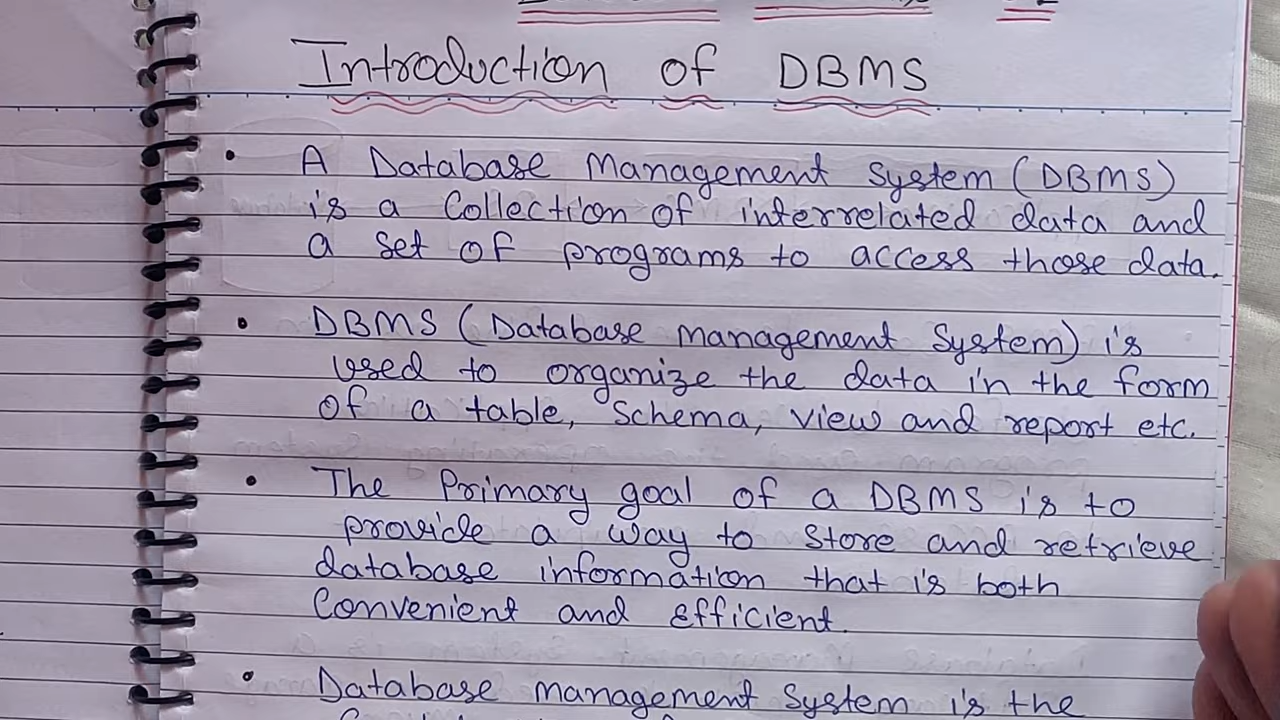 Introduction of DBMS
• A Database Management System (DBMS)
is a Collection of interrelated data and
a set of programs to access those data.
• DBMS (Database Management System) is
used to organize the data in the form
of a table, Schema, view and report etc.
• The Primary goal of a DBMS is to
provide a way to Store and retrieve
database information that is both
Convenient and efficient.
• Database management System is the